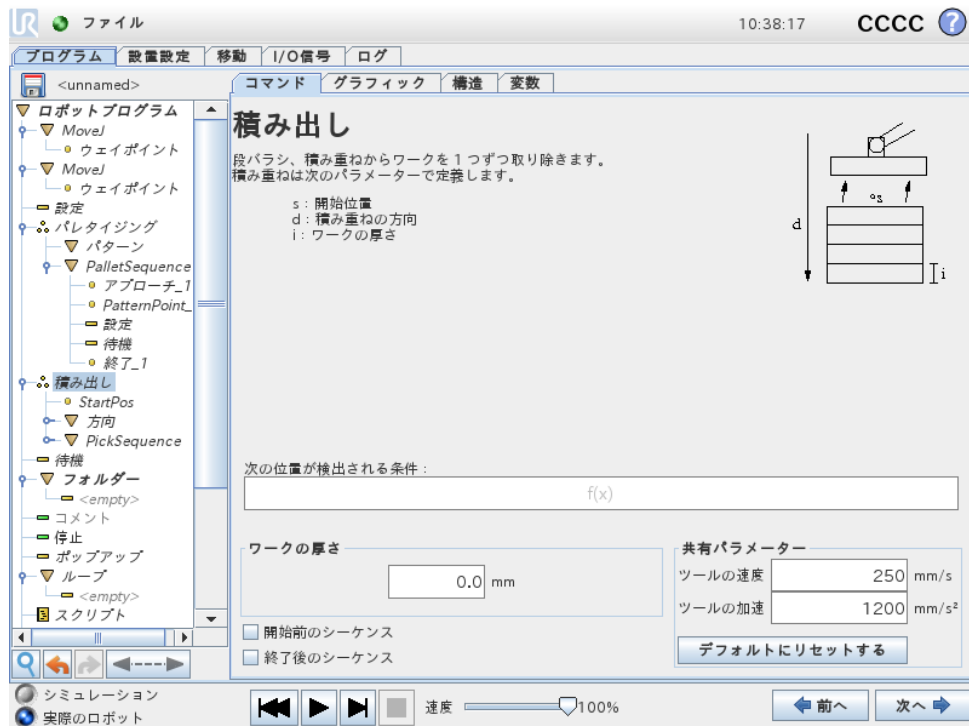 UR ファイル 10:38:17 CCCC ?
プログラム 設置設定 移動 I/O信号 ログ
<unnamed>
コマンド グラフィック 構造 変数
ロボットプログラム
MoveJ
ウェイポイント
MoveJ
ウェイポイント
設定
パレタイジング
パターン
PalletSequence
アプローチ_1
PatternPoint_
設定
待機
終了_1
積み出し
StartPos
方向
PickSequence
待機
フォルダー
<empty>
コメント
停止
ポップアップ
ループ
<empty>
スクリプト
積み出し
段バラシ、積み重ねからワークを１つずつ取り除きます。
積み重ねは次のパラメーターで定義します。
s : 開始位置
d : 積み重ねの方向
i : ワークの厚さ
s
d
i
次の位置が検出される条件 :
f(x)
ワークの厚さ
0.0 mm
開始前のシーケンス
終了後のシーケンス
共有パラメーター
ツールの速度 250 mm/s
ツールの加速 1200 mm/s²
デフォルトにリセットする
シミュレーション
実際のロボット
速度 100%
前へ 次へ